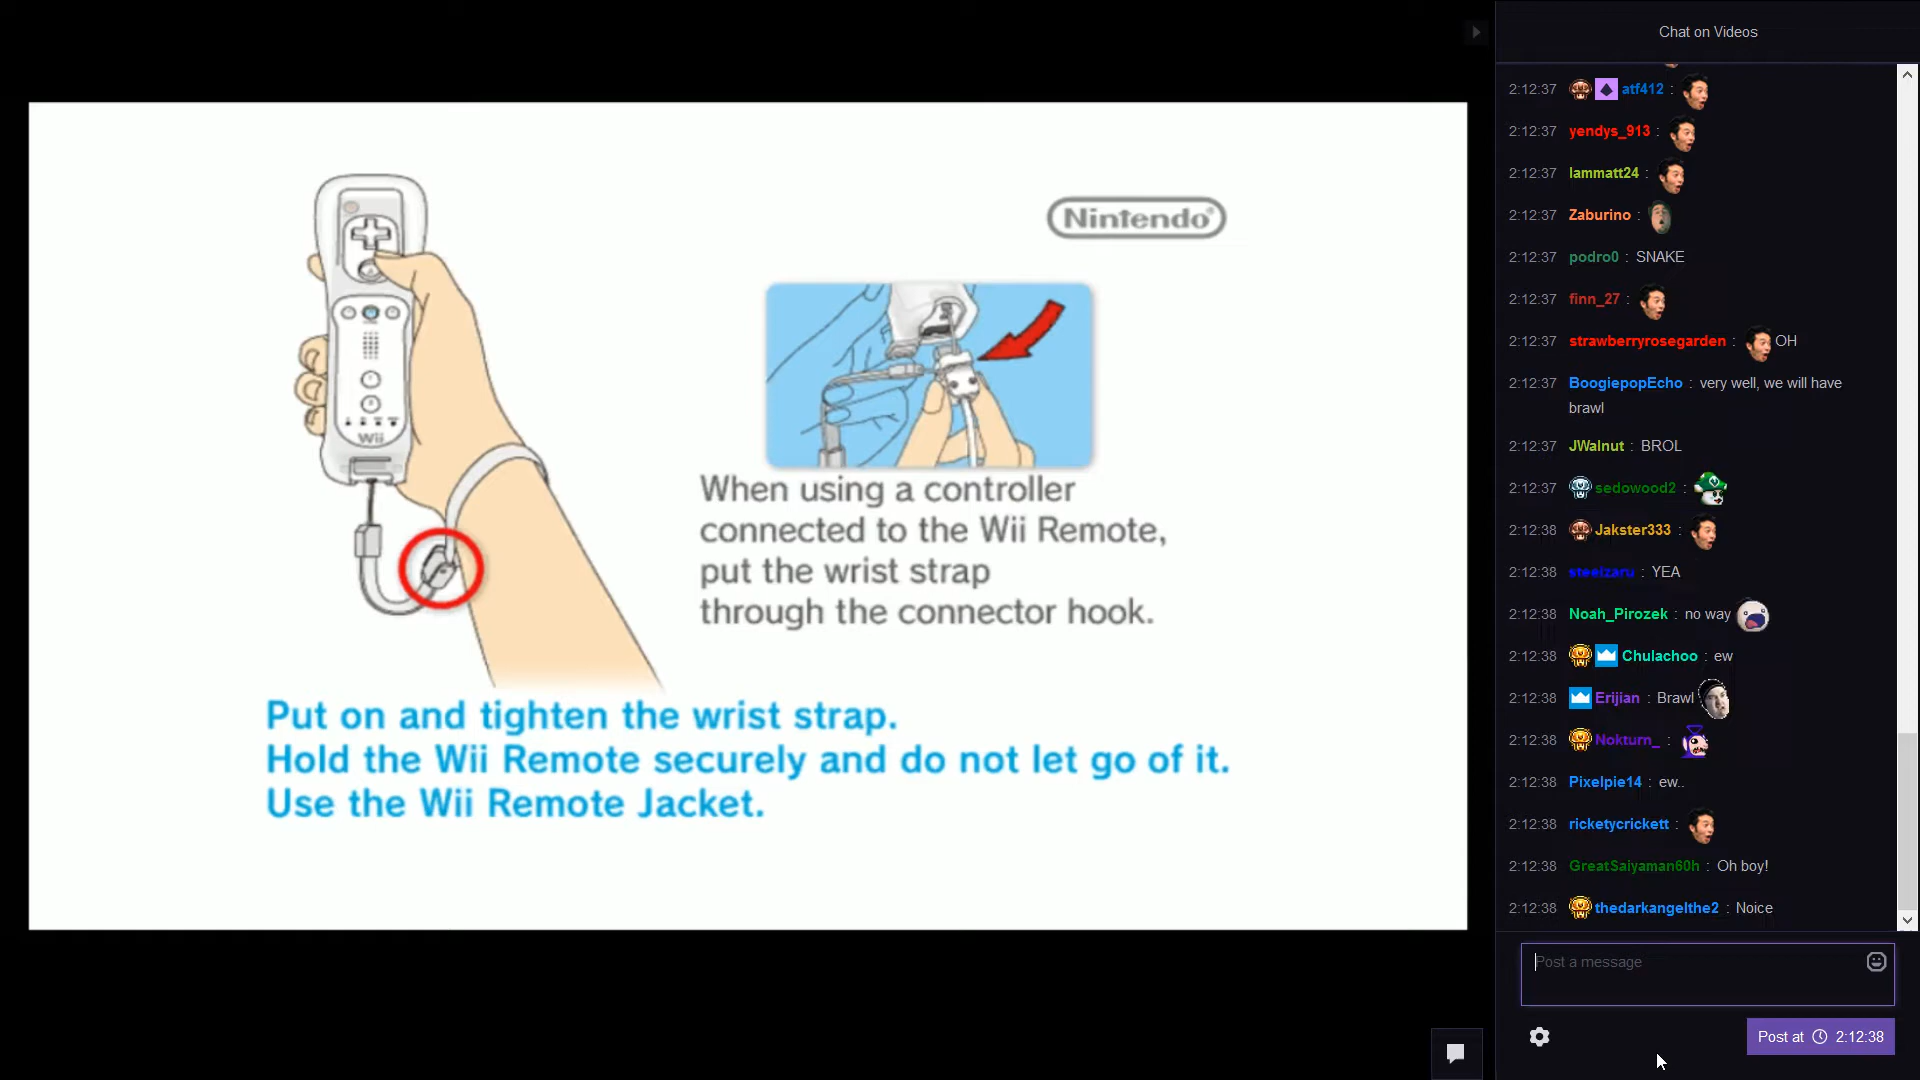 Chat on Videos
Nintendo®
Wii
When using a controller
connected to the Wii Remote,
put the wrist strap
through the connector hook.
Put on and tighten the wrist strap.
Hold the Wii Remote securely and do not let go of it.
Use the Wii Remote Jacket.
2:12:37 atf412 :
2:12:37 yendys_913 :
2:12:37 lammatt24 :
2:12:37 Zaburino :
2:12:37 podro0 : SNAKE
2:12:37 finn_27 :
2:12:37 strawberryrosegarden : OH
2:12:37 BoogiepopEcho : very well, we will have
brawl
2:12:37 JWalnut : BROL
2:12:37 sedowood2 :
2:12:38 Jakster333 :
2:12:38 steelzaru : YEA
2:12:38 Noah_Pirozek : no way
2:12:38 Chulachoo : ew
2:12:38 Erijian : Brawl
2:12:38 Nokturn_ :
2:12:38 Pixelpie14 : ew..
2:12:38 ricketycrickett :
2:12:38 GreatSaiyaman60h : Oh boy!
2:12:38 thedarkangelthe2 : Noice
Post a message
Post at 2:12:38